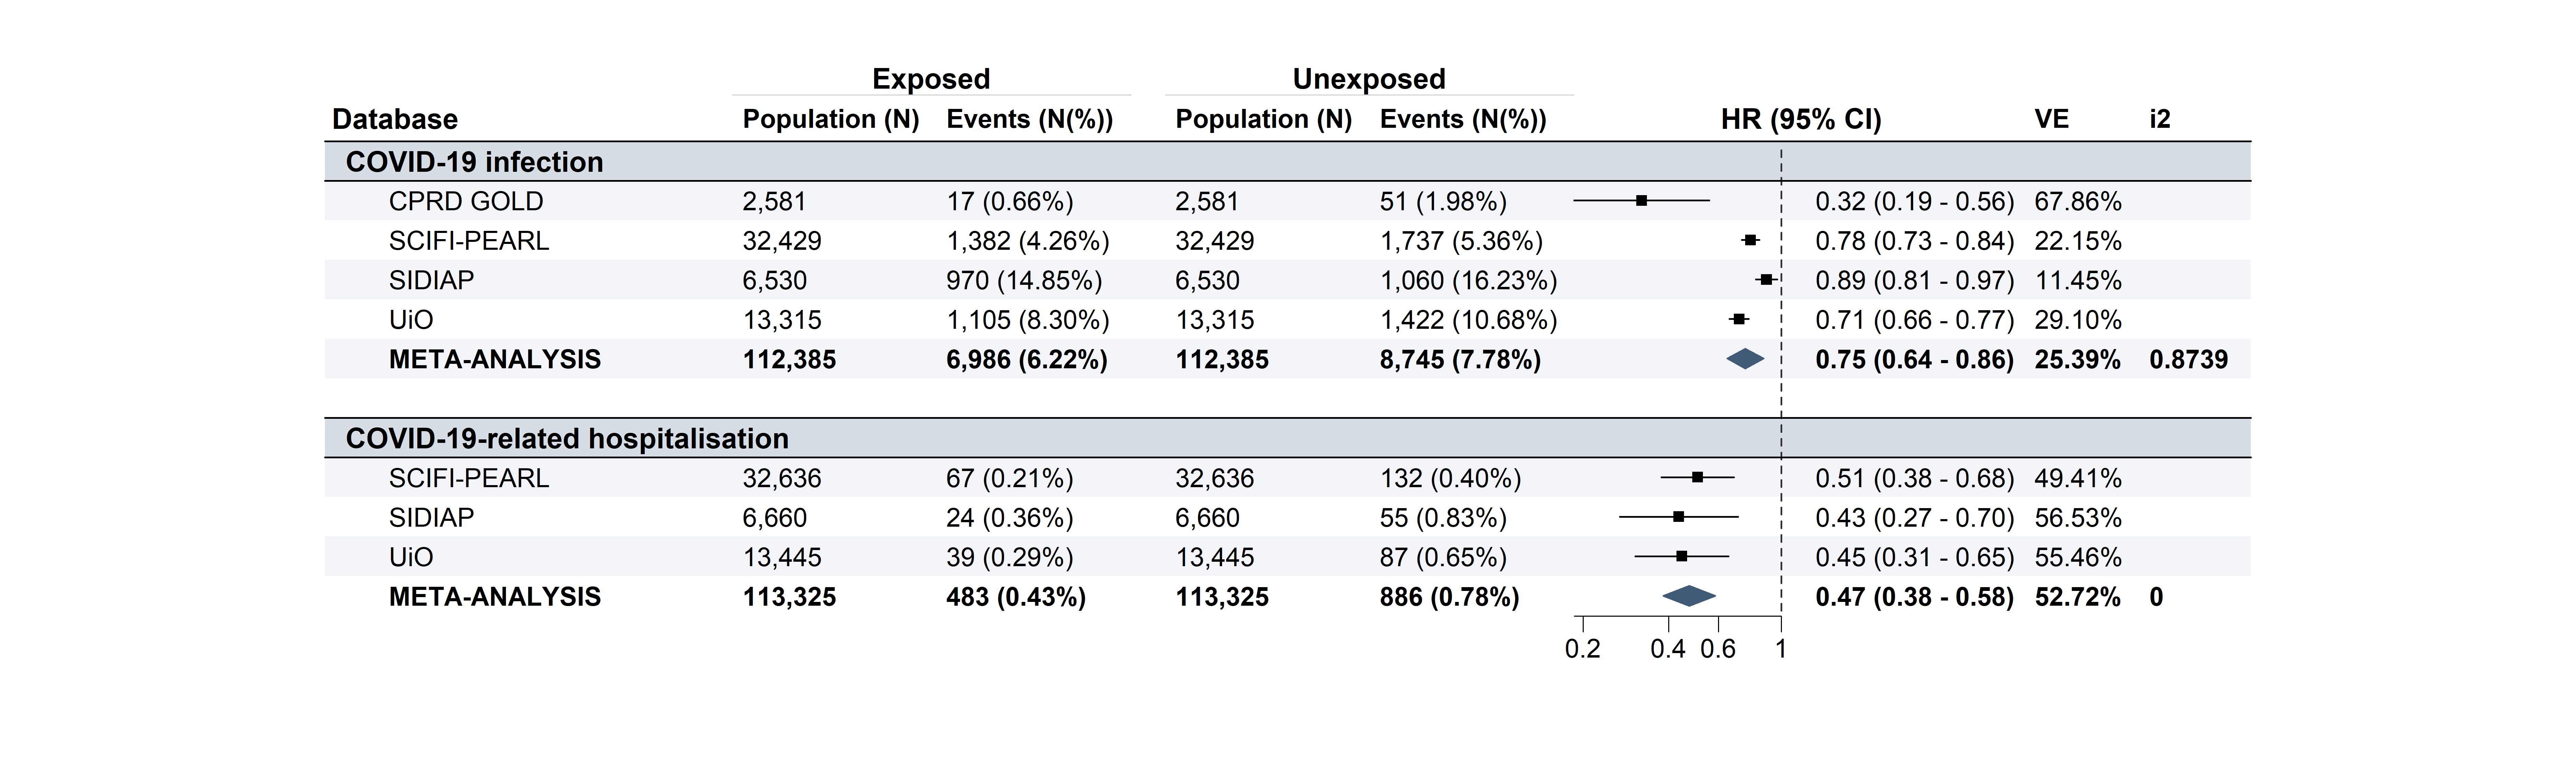 Exposed Unexposed
Database Population (N) Events (N(%)) Population (N) Events (N(%)) HR (95% CI) VE i2
COVID-19 infection
CPRD GOLD 2,581 17 (0.66%) 2,581 51 (1.98%) 0.32 (0.19 - 0.56) 67.86%
SCIFI-PEARL 32,429 1,382 (4.26%) 32,429 1,737 (5.36%) 0.78 (0.73 - 0.84) 22.15%
SIDIAP 6,530 970 (14.85%) 6,530 1,060 (16.23%) 0.89 (0.81 - 0.97) 11.45%
UiO 13,315 1,105 (8.30%) 13,315 1,422 (10.68%) 0.71 (0.66 - 0.77) 29.10%
META-ANALYSIS 112,385 6,986 (6.22%) 112,385 8,745 (7.78%) 0.75 (0.64 - 0.86) 25.39% 0.8739
COVID-19-related hospitalisation
SCIFI-PEARL 32,636 67 (0.21%) 32,636 132 (0.40%) 0.51 (0.38 - 0.68) 49.41%
SIDIAP 6,660 24 (0.36%) 6,660 55 (0.83%) 0.43 (0.27 - 0.70) 56.53%
UiO 13,445 39 (0.29%) 13,445 87 (0.65%) 0.45 (0.31 - 0.65) 55.46%
META-ANALYSIS 113,325 483 (0.43%) 113,325 886 (0.78%) 0.47 (0.38 - 0.58) 52.72% 0
0.2 0.4 0.6 1